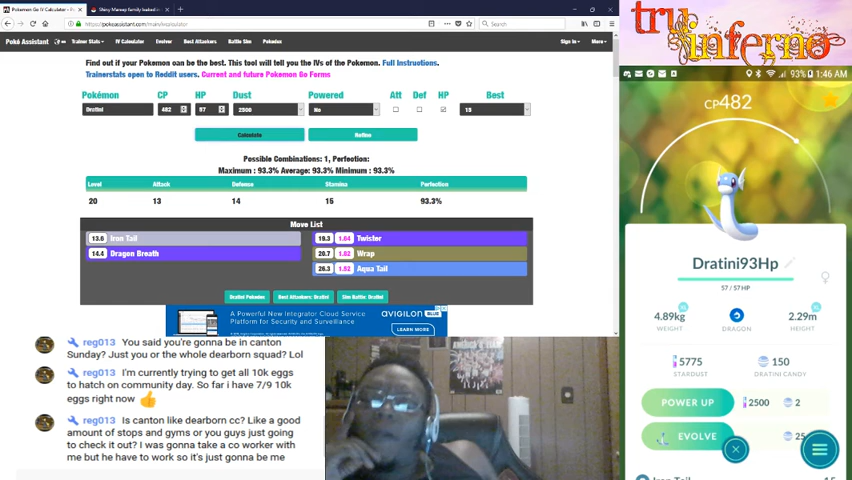 Pokemon Go IV Calculator
Shiny Mareep family leaked in
https://pokeassistant.com/main/ivcalculator
Search
Poké Assistant
Trainer Stats
IV Calculator
Evolver
Best Attackers
Battle Sim
Pokedex
Sign in
More
Find out if your Pokemon can be the best. This tool will tell you the IVs of the Pokemon. Full Instructions.
Trainerstats open to Reddit users. Current and future Pokemon Go Forms
Pokémon CP HP Dust Powered Att Def HP Best
Dratini 482 57 2500 No 15
Calculate Refine
Possible Combinations: 1, Perfection:
Maximum : 93.3% Average: 93.3% Minimum : 93.3%
Level Attack Defense Stamina Perfection
20 13 14 15 93.3%
Move List
13.6 Iron Tail 19.3 1.64 Twister
14.4 Dragon Breath 20.7 1.02 Wrap
26.3 1.52 Aqua Tail
Dratini Pokedex Best Attackers: Dratini Sim Battle: Dratini
A Powerful New Integrator Cloud Service
Platform for Security and Surveillance
AVIGILON BLUE
LEARN MORE
reg013 You said you're gonna be in canton
Sunday? Just you or the whole dearborn squad? Lol
reg013 I'm currently trying to get all 10k eggs
to hatch on community day. So far i have 7/9 10k
eggs right now
reg013 Is canton like dearborn cc? Like a good
amount of stops and gyms or you guys just going
to check it out? I was gonna take a co worker with
me but he have to work so it's just gonna be me
tru
inferno
93% 1:46 AM
CP482
Dratini93Hp
57 / 57 HP
XS XL
4.89kg 2.29m
WEIGHT DRAGON HEIGHT
5775 150
STARDUST DRATINI CANDY
POWER UP 2500 2
EVOLVE 25
Iron Tail 15